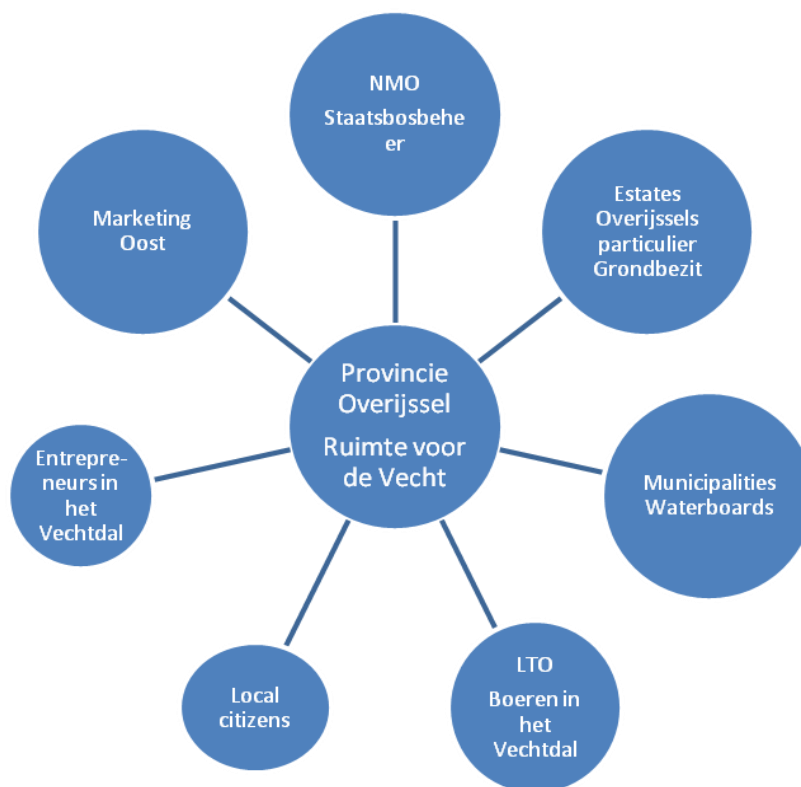 NMO
Staatsbosbehe
er
Marketing
Oost
Estates
Overijssels
particulier
Grondbezit
Provincie
Overijssel
Ruimte voor
de Vecht
Entrepre-
neurs in
het
Vechtdal
Municipalities
Waterboards
Local
citizens
LTO
Boeren in
het
Vechtdal